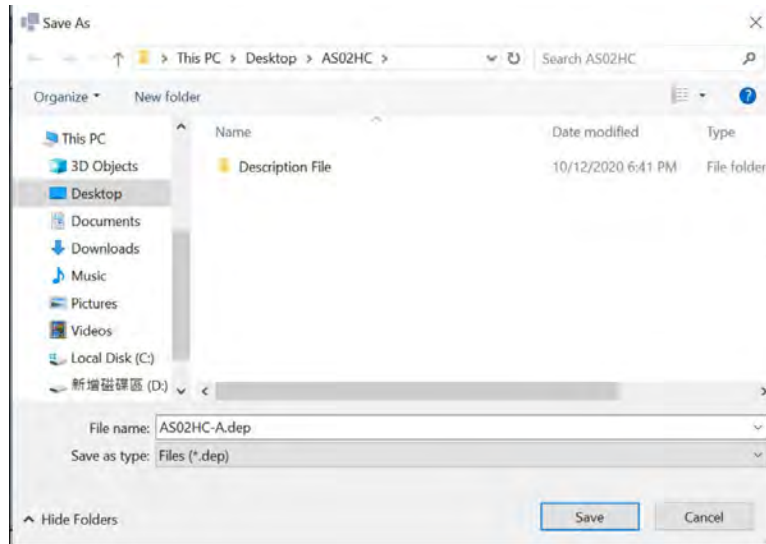 Save As
This PC > Desktop > AS02HC >
Search AS02HC
Organize
New folder
Name
Date modified
Type
This PC
3D Objects
Desktop
Documents
Downloads
Music
Pictures
Videos
Local Disk (C:)
新增磁碟區 (D:)
Description File
10/12/2020 6:41 PM
File folder
File name: AS02HC-A.dep
Save as type: Files (*.dep)
Hide Folders
Save
Cancel